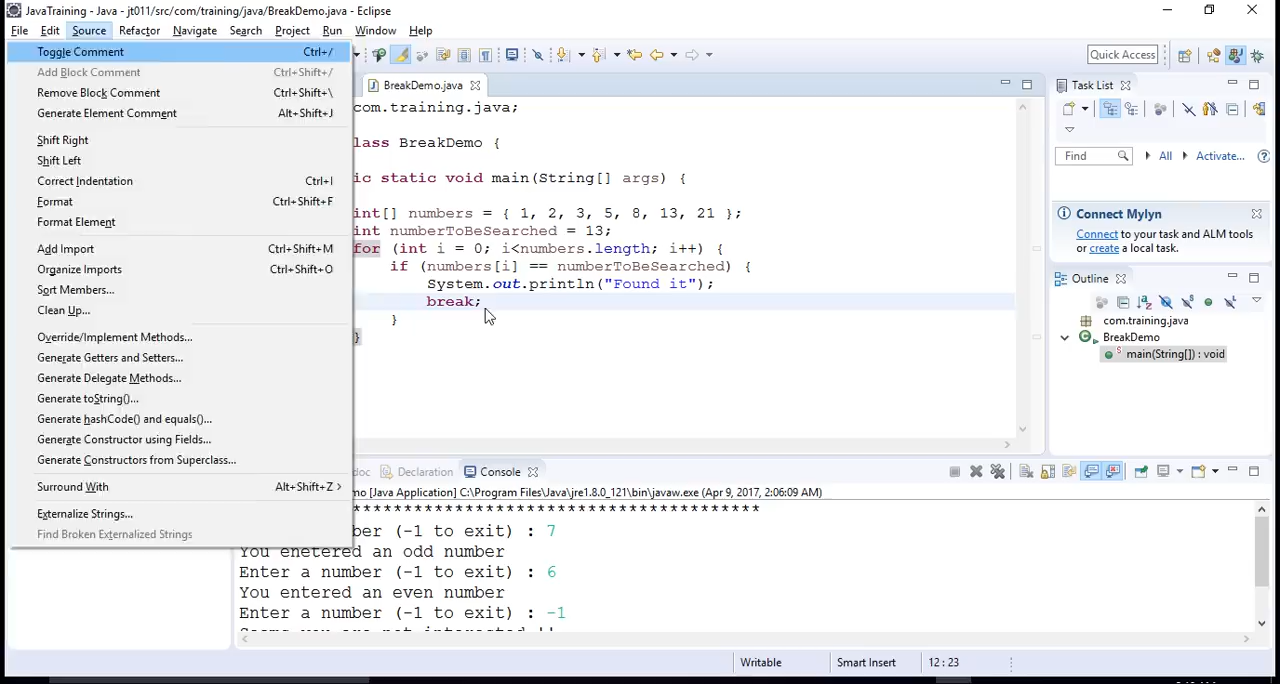 JavaTraining - Java - jt011/src/com/training/java/BreakDemo.java - Eclipse
File Edit Source Refactor Navigate Search Project Run Window Help
Toggle Comment Ctrl+/
Add Block Comment Ctrl+Shift+/
Remove Block Comment Ctrl+Shift+\
Generate Element Comment Alt+Shift+J
Shift Right
Shift Left
Correct Indentation Ctrl+I
Format Ctrl+Shift+F
Format Element
Add Import Ctrl+Shift+M
Organize Imports Ctrl+Shift+O
Sort Members...
Clean Up...
Override/Implement Methods...
Generate Getters and Setters...
Generate Delegate Methods...
Generate toString()...
Generate hashCode() and equals()...
Generate Constructor using Fields...
Generate Constructors from Superclass...
Surround With Alt+Shift+Z
Externalize Strings...
Find Broken Externalized Strings
Quick Access
BreakDemo.java
com.training.java;
lass BreakDemo {
ic static void main(String[] args) {
int[] numbers = { 1, 2, 3, 5, 8, 13, 21 };
int numberToBeSearched = 13;
for (int i = 0; i<numbers.length; i++) {
if (numbers[i] == numberToBeSearched) {
System.out.println("Found it");
break;
}
}
Task List
Find All Activate...
Connect Mylyn
Connect to your task and ALM tools
or create a local task.
Outline
com.training.java
BreakDemo
main(String[]) : void
doc Declaration Console
mo [Java Application] C:\Program Files\Java\jre1.8.0_121\bin\javaw.exe (Apr 9, 2017, 2:06:09 AM)
****************************************
ber (-1 to exit) : 7
You enetered an odd number
Enter a number (-1 to exit) : 6
You entered an even number
Enter a number (-1 to exit) : -1
Writable Smart Insert 12 : 23